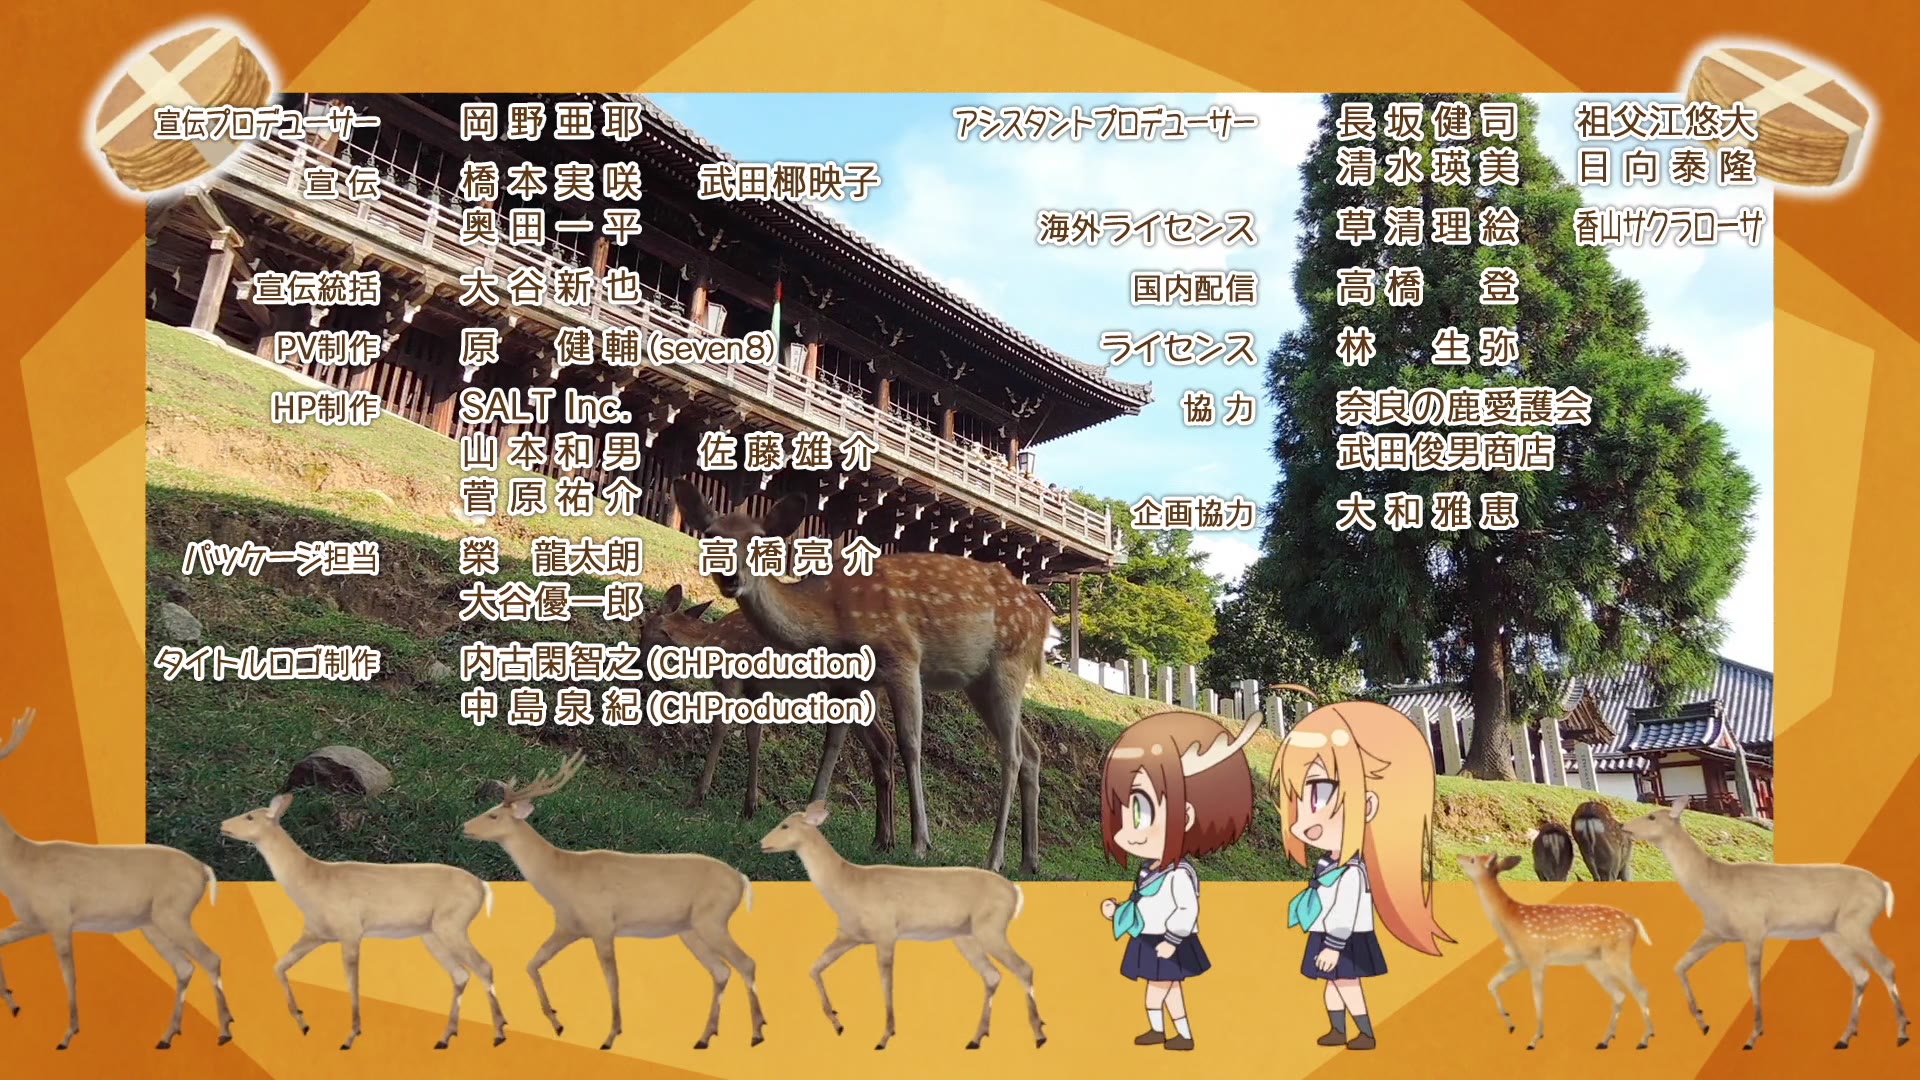 宣伝プロデューサー 岡野亜耶
宣伝 橋本実咲 武田椰映子
奥田一平
宣伝統括 大谷新也
PV制作 原 健輔(seven8)
HP制作 SALT Inc.
山本和男 佐藤雄介
菅原祐介
パッケージ担当 榮 龍太朗 高橋亮介
大谷優一郎
タイトルロゴ制作 内古閑智之(CHProduction)
中島泉紀(CHProduction)
アシスタントプロデューサー 長坂健司 祖父江悠大
清水瑛美 日向泰隆
海外ライセンス 草清理絵 香山サクラローサ
国内配信 高橋 登
ライセンス 林 生弥
協力 奈良の鹿愛護会
武田俊男商店
企画協力 大和雅恵